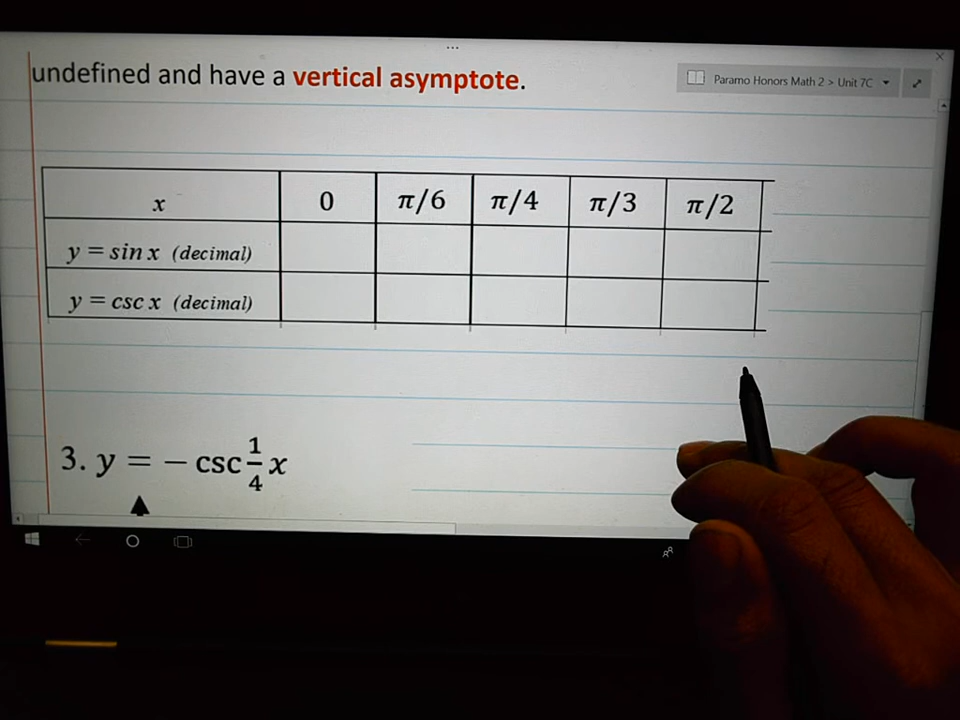 undefined and have a vertical asymptote.
Paramo Honors Math 2 > Unit 7C
x 0 π/6 π/4 π/3 π/2
y = sin x (decimal)
y = csc x (decimal)
3. y = − csc 1/4 x